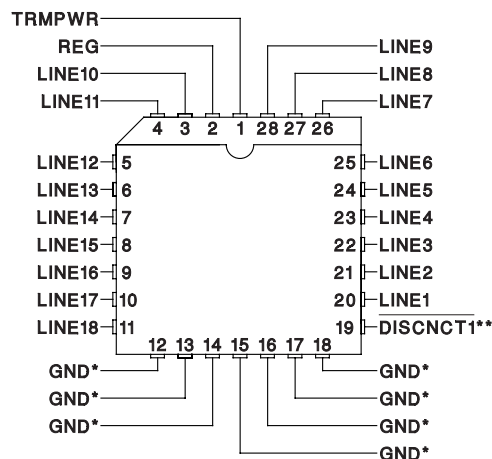 TRMPWR
REG LINE9
LINE10 LINE8
LINE11 LINE7
4 3 2 1 28 27 26
LINE12 5 25 LINE6
LINE13 6 24 LINE5
LINE14 7 23 LINE4
LINE15 8 22 LINE3
LINE16 9 21 LINE2
LINE17 10 20 LINE1
LINE18 11 19 DISCNCT1**
12 13 14 15 16 17 18
GND* GND*
GND* GND*
GND* GND*
GND*